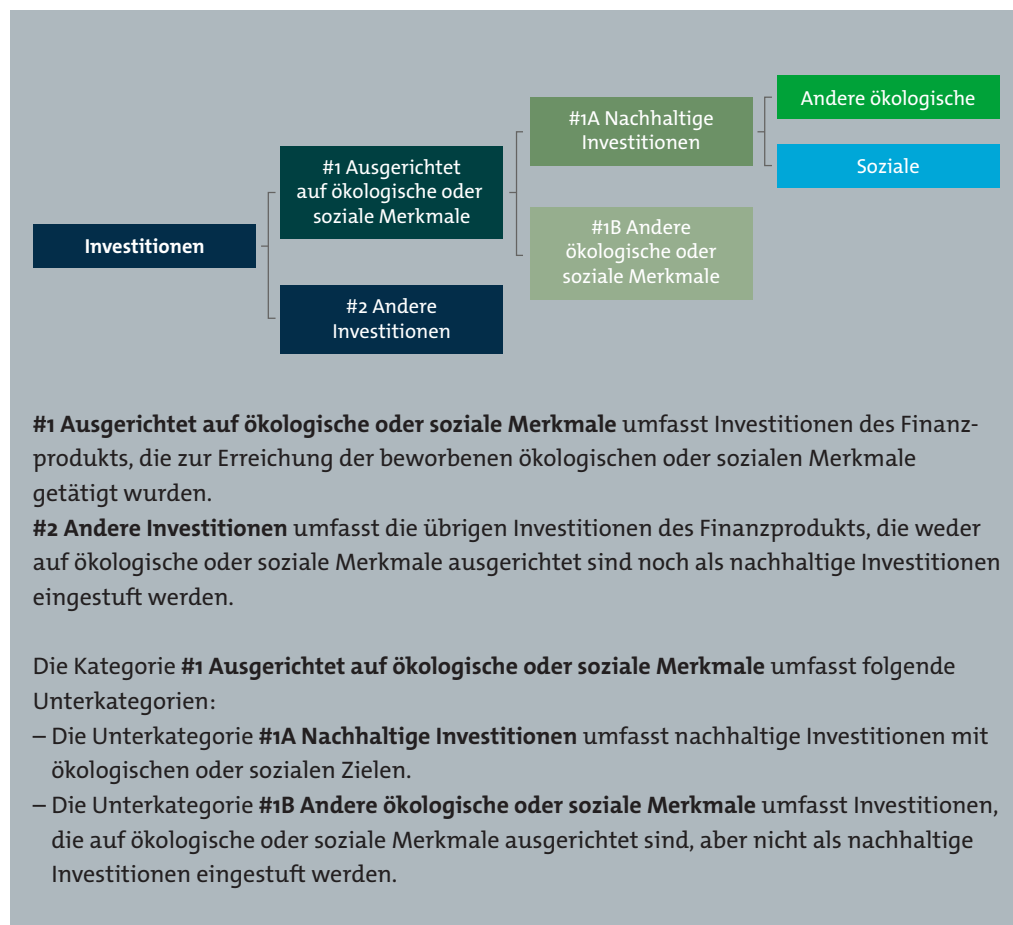 Andere ökologische
#1A Nachhaltige
Investitionen
Soziale
#1 Ausgerichtet
auf ökologische oder
soziale Merkmale
#1B Andere
ökologische oder
soziale Merkmale
Investitionen
#2 Andere
Investitionen
#1 Ausgerichtet auf ökologische oder soziale Merkmale umfasst Investitionen des Finanz-
produkts, die zur Erreichung der beworbenen ökologischen oder sozialen Merkmale
getätigt wurden.
#2 Andere Investitionen umfasst die übrigen Investitionen des Finanzprodukts, die weder
auf ökologische oder soziale Merkmale ausgerichtet sind noch als nachhaltige Investitionen
eingestuft werden.
Die Kategorie #1 Ausgerichtet auf ökologische oder soziale Merkmale umfasst folgende
Unterkategorien:
– Die Unterkategorie #1A Nachhaltige Investitionen umfasst nachhaltige Investitionen mit
ökologischen oder sozialen Zielen.
– Die Unterkategorie #1B Andere ökologische oder soziale Merkmale umfasst Investitionen,
die auf ökologische oder soziale Merkmale ausgerichtet sind, aber nicht als nachhaltige
Investitionen eingestuft werden.